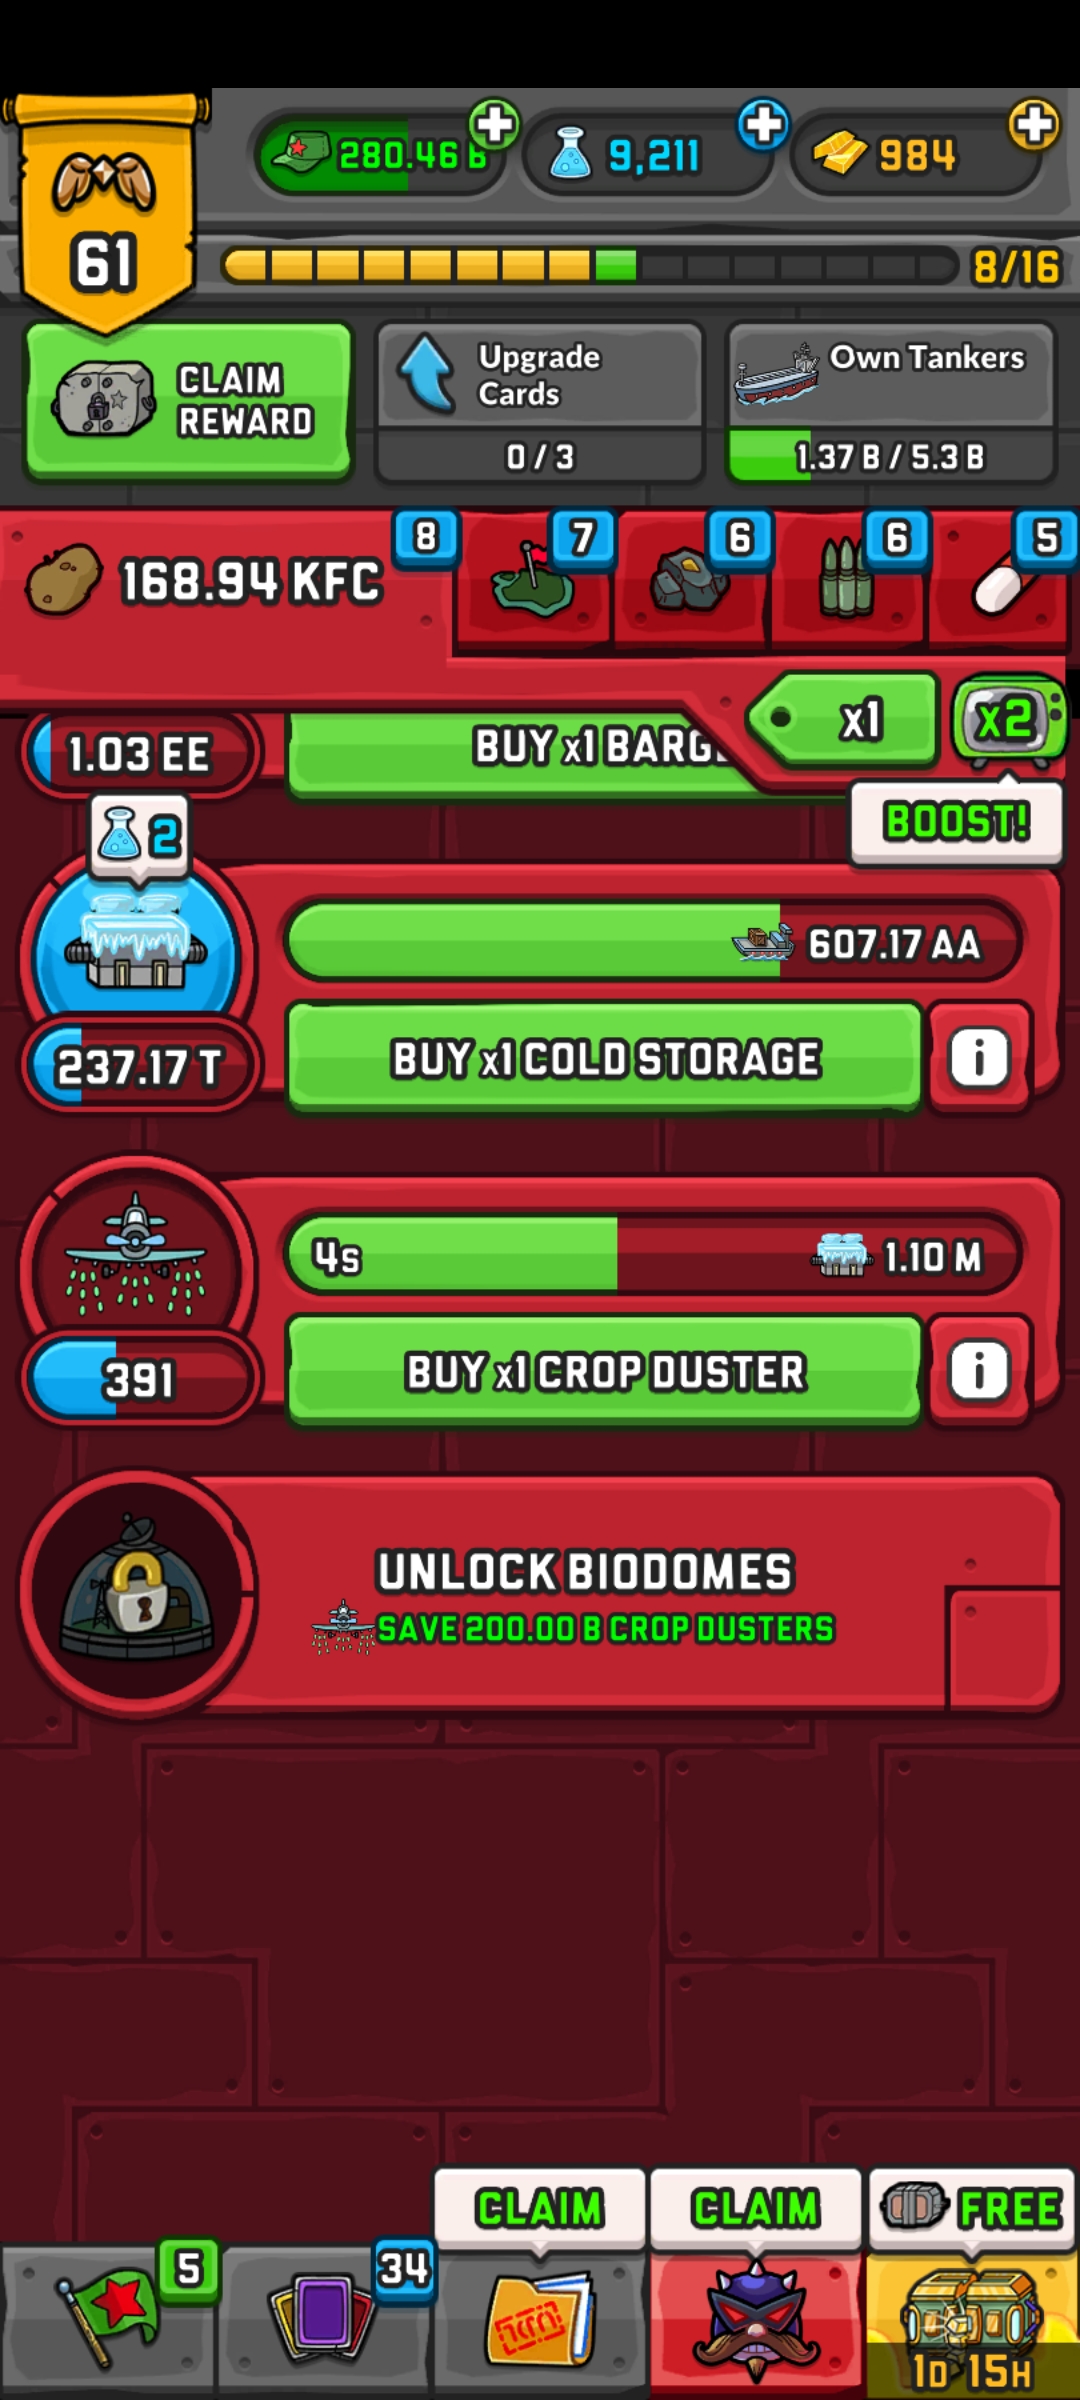 280.46 B
9,211
984
61
8/16
CLAIM
REWARD
Upgrade
Cards
0 / 3
Own Tankers
1.37 B / 5.3 B
168.94 KFC
8
7
6
6
5
x1
x2
BOOST!
1.03 EE
BUY x1 BARG
2
607.17 AA
237.17 T
BUY x1 COLD STORAGE
i
4s
1.10 M
391
BUY x1 CROP DUSTER
i
UNLOCK BIODOMES
SAVE 200.00 B CROP DUSTERS
CLAIM
CLAIM
FREE
5
34
1D 15H